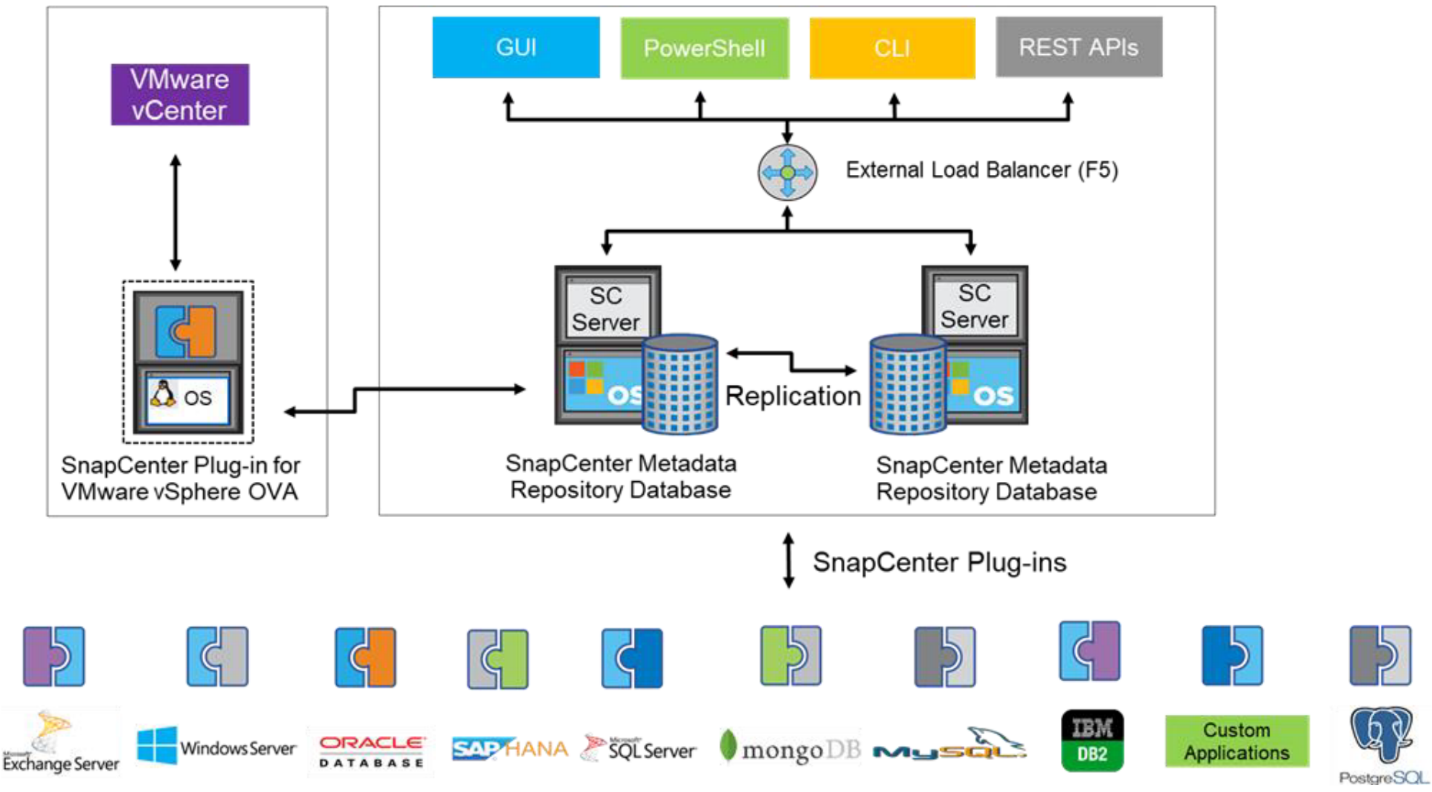 VMware
vCenter
OS
SnapCenter Plug-in for
VMware vSphere OVA
GUI
PowerShell
CLI
REST APIs
External Load Balancer (F5)
SC
Server
OS
SC
Server
OS
Replication
SnapCenter Metadata
Repository Database
SnapCenter Metadata
Repository Database
SnapCenter Plug-ins
Microsoft
Exchange Server
Windows Server
ORACLE
DATABASE
SAP HANA
Microsoft
SQL Server
mongoDB
MySQL
IBM
DB2
Custom
Applications
PostgreSQL